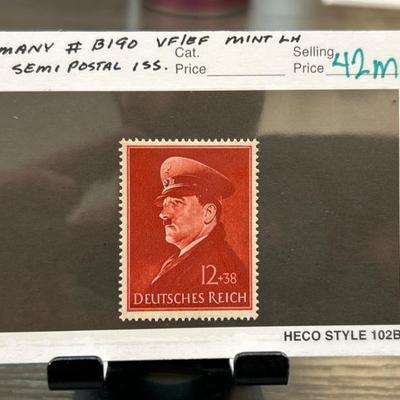 MANY # B190 VF/EF MINT LH
SEMI POSTAL ISS. Cat. Price Selling Price 42M
12+38
DEUTSCHES REICH
HECO STYLE 102B